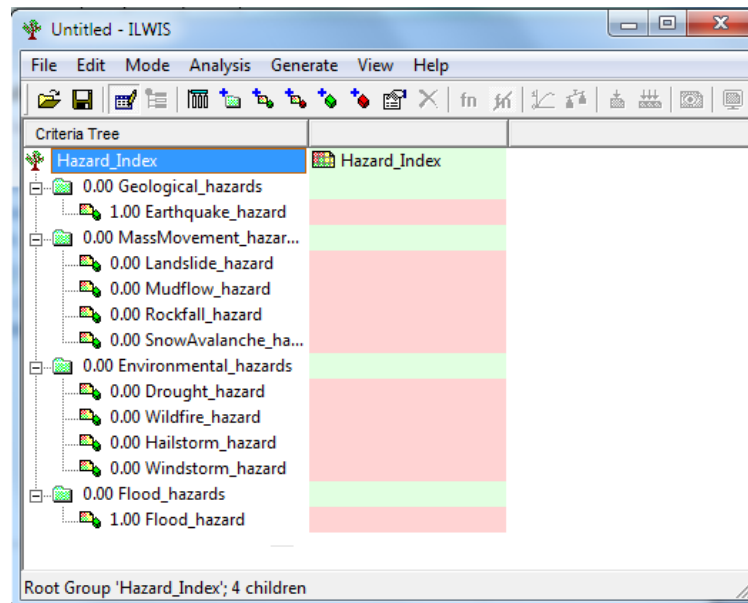 Untitled - ILWIS
File Edit Mode Analysis Generate View Help
fn fn
Criteria Tree
Hazard_Index Hazard_Index
0.00 Geological_hazards
1.00 Earthquake_hazard
0.00 MassMovement_hazar...
0.00 Landslide_hazard
0.00 Mudflow_hazard
0.00 Rockfall_hazard
0.00 SnowAvalanche_ha...
0.00 Environmental_hazards
0.00 Drought_hazard
0.00 Wildfire_hazard
0.00 Hailstorm_hazard
0.00 Windstorm_hazard
0.00 Flood_hazards
1.00 Flood_hazard
Root Group 'Hazard_Index'; 4 children